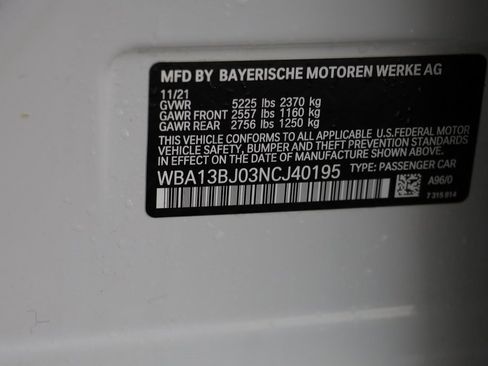 MFD BY BAYERISCHE MOTOREN WERKE AG
11/21
GVWR 5225 lbs 2370 kg
GAWR FRONT 2557 lbs 1160 kg
GAWR REAR 2756 lbs 1250 kg
THIS VEHICLE CONFORMS TO ALL APPLICABLE U.S.FEDERAL MOTOR
VEHICLE SAFETY, BUMPER, AND THEFT PREVENTION STANDARDS
IN EFFECT ON THE DATE OF MANUFACTURE SHOWN ABOVE.
WBA13BJ03NCJ40195 TYPE: PASSENGER CAR
A96/0
7 315 914